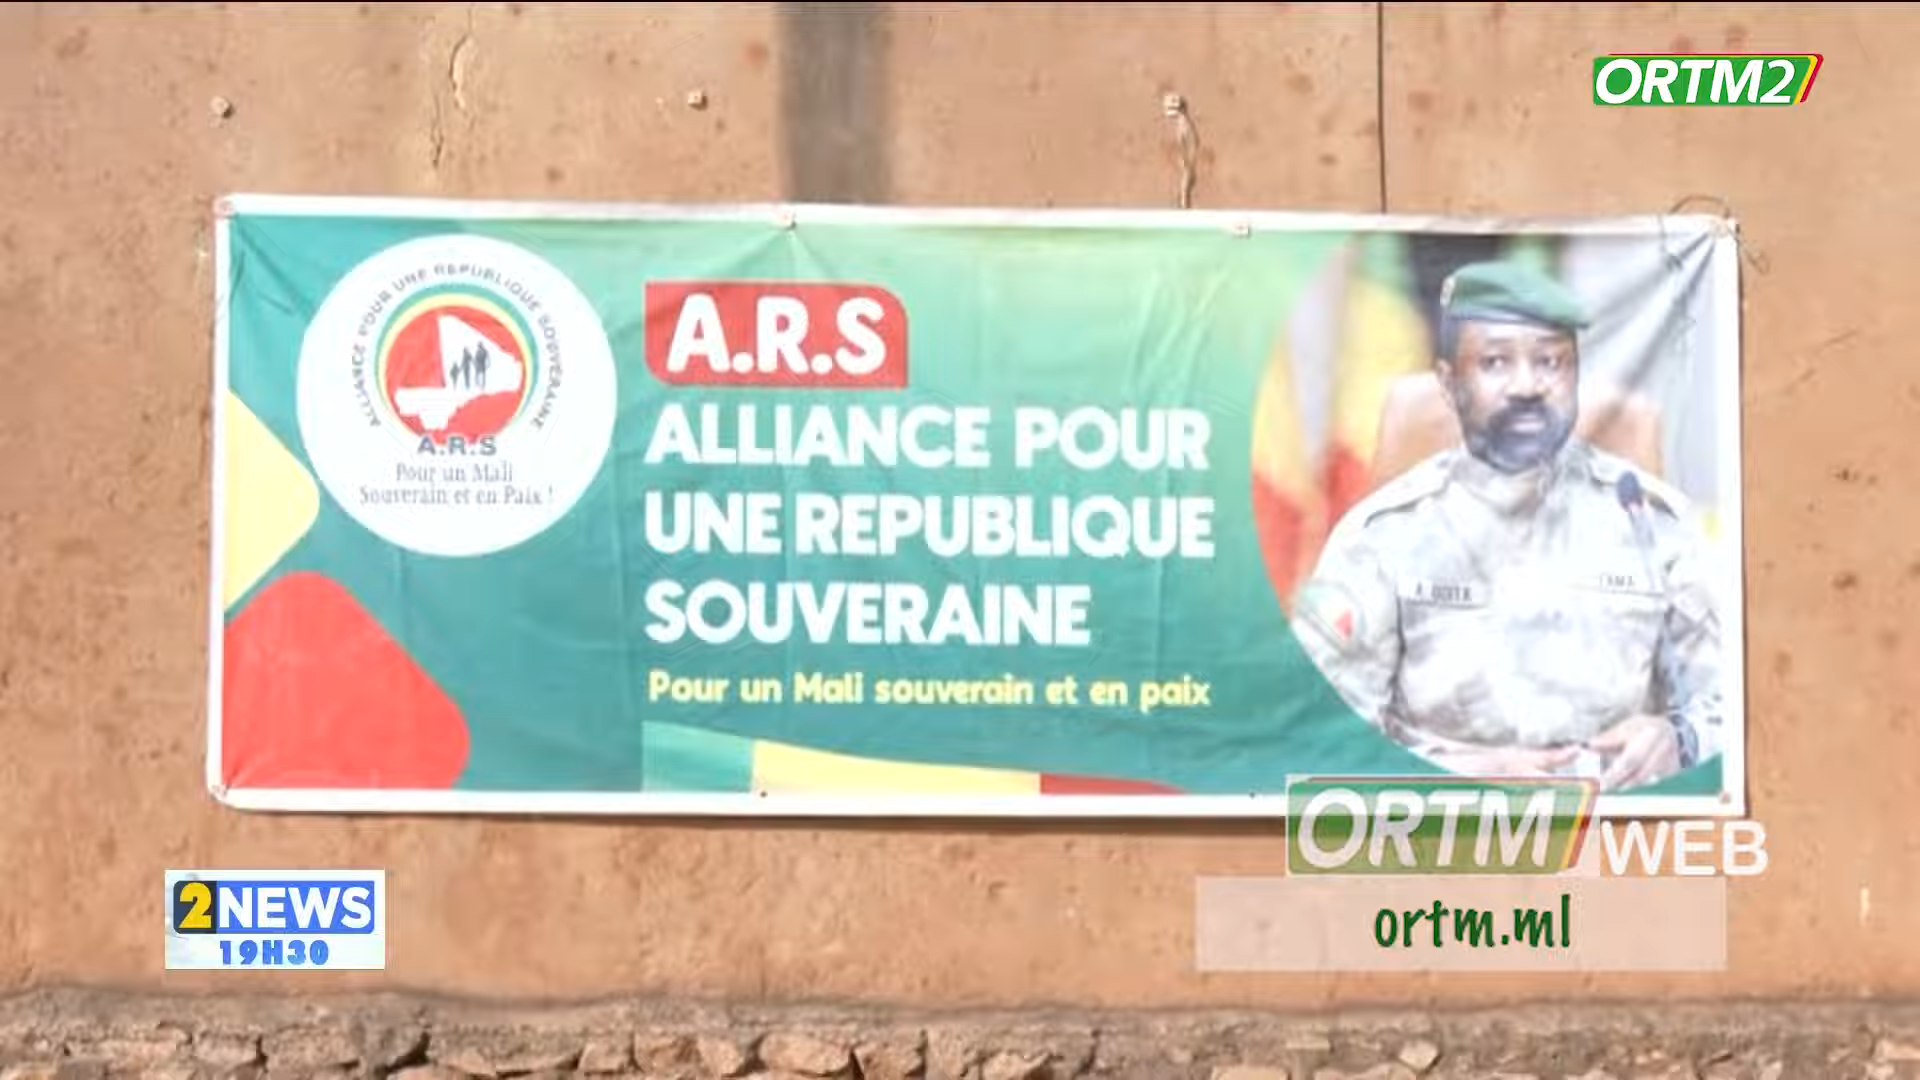 ORTM2
ALLIANCE POUR UNE REPUBLIQUE SOUVERAINE
A.R.S
Pour un Mali
Souverain et en Paix !
A.R.S
ALLIANCE POUR
UNE REPUBLIQUE
SOUVERAINE
Pour un Mali souverain et en paix
A. GOITA
ORTM WEB
ortm.ml
2NEWS
19H30